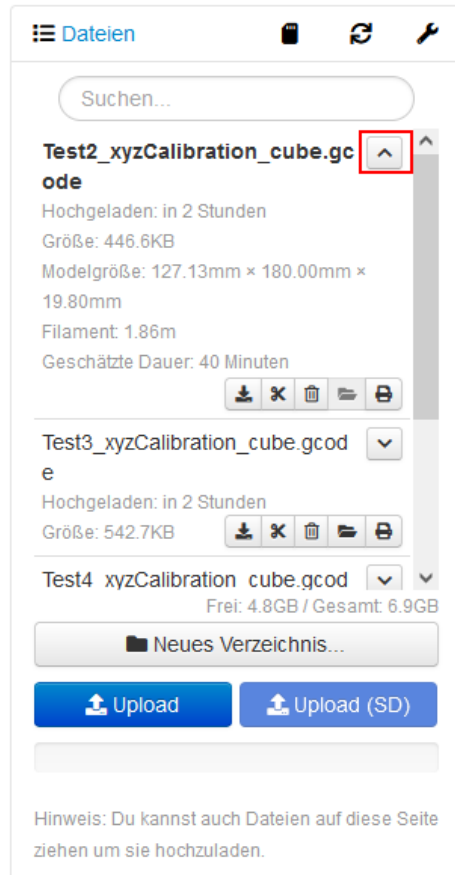 Dateien
Suchen...
Test2_xyzCalibration_cube.gc
ode
Hochgeladen: in 2 Stunden
Größe: 446.6KB
Modelgröße: 127.13mm × 180.00mm ×
19.80mm
Filament: 1.86m
Geschätzte Dauer: 40 Minuten
Test3_xyzCalibration_cube.gcod
e
Hochgeladen: in 2 Stunden
Größe: 542.7KB
Test4_xyzCalibration_cube.gcod
Frei: 4.8GB / Gesamt: 6.9GB
Neues Verzeichnis...
Upload
Upload (SD)
Hinweis: Du kannst auch Dateien auf diese Seite
ziehen um sie hochzuladen.